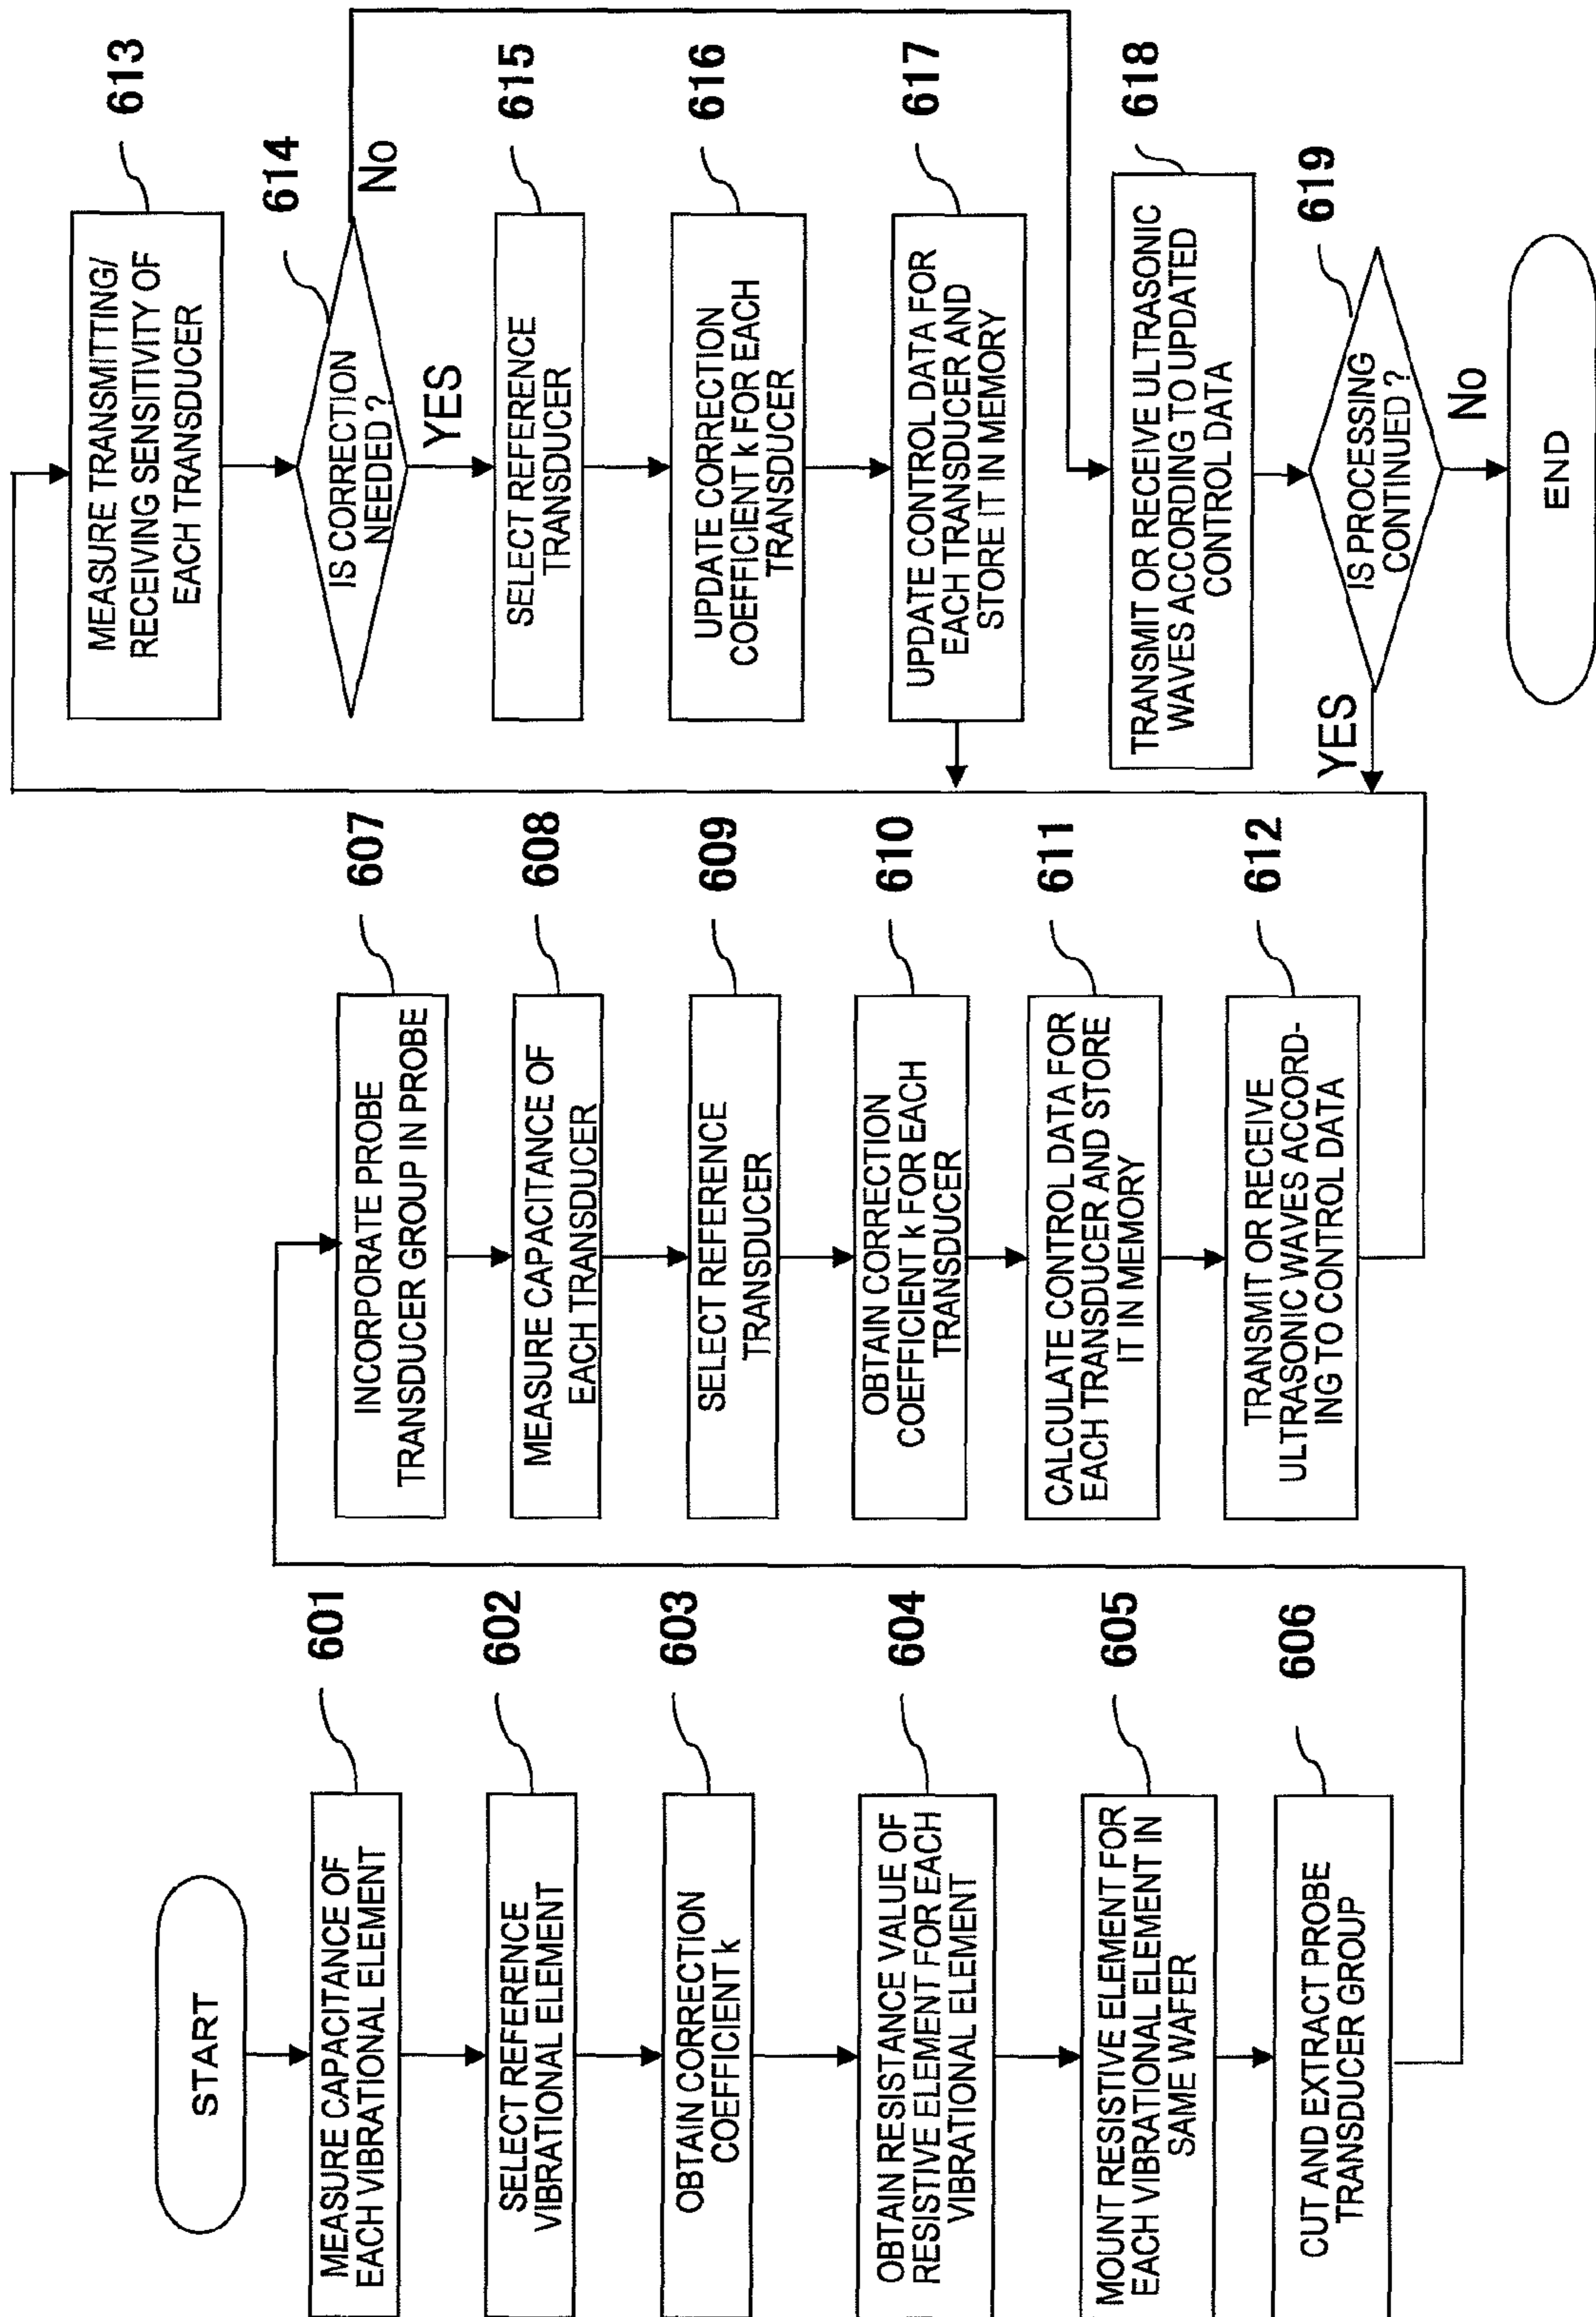 START
MEASURE CAPACITANCE OF
EACH VIBRATIONAL ELEMENT
601
SELECT REFERENCE
VIBRATIONAL ELEMENT
602
OBTAIN CORRECTION
COEFFICIENT k
603
OBTAIN RESISTANCE VALUE OF
RESISTIVE ELEMENT FOR EACH
VIBRATIONAL ELEMENT
604
MOUNT RESISTIVE ELEMENT FOR
EACH VIBRATIONAL ELEMENT IN
SAME WAFER
605
CUT AND EXTRACT PROBE
TRANSDUCER GROUP
606
INCORPORATE PROBE
TRANSDUCER GROUP IN PROBE
607
MEASURE CAPACITANCE OF
EACH TRANSDUCER
608
SELECT REFERENCE
TRANSDUCER
609
OBTAIN CORRECTION
COEFFICIENT k FOR EACH
TRANSDUCER
610
CALCULATE CONTROL DATA FOR
EACH TRANSDUCER AND STORE
IT IN MEMORY
611
TRANSMIT OR RECEIVE
ULTRASONIC WAVES ACCORD-
ING TO CONTROL DATA
612
MEASURE TRANSMITTING/
RECEIVING SENSITIVITY OF
EACH TRANSDUCER
613
IS CORRECTION
NEEDED ?
614
No
YES
SELECT REFERENCE
TRANSDUCER
615
UPDATE CORRECTION
COEFFICIENT k FOR EACH
TRANSDUCER
616
UPDATE CONTROL DATA FOR
EACH TRANSDUCER AND
STORE IT IN MEMORY
617
TRANSMIT OR RECEIVE ULTRASONIC
WAVES ACCORDING TO UPDATED
CONTROL DATA
618
IS PROCESSING
CONTINUED ?
619
YES
No
END